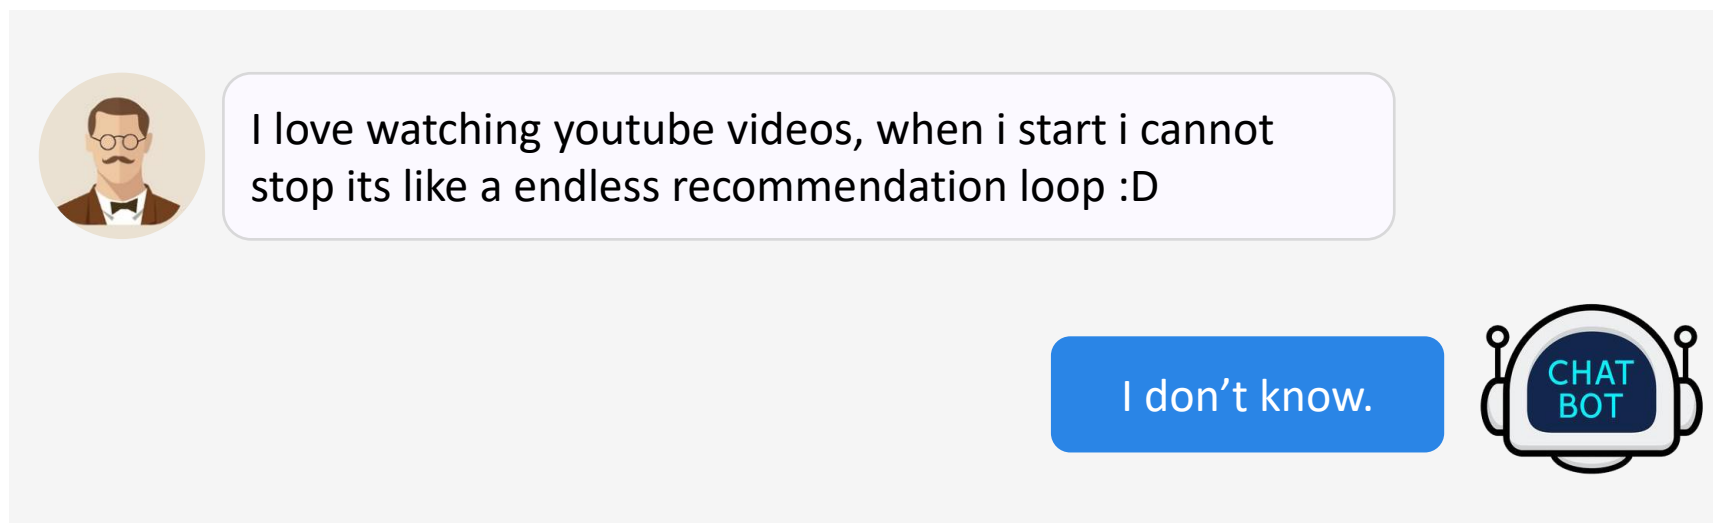 I love watching youtube videos, when i start i cannot
stop its like a endless recommendation loop :D
I don’t know.
CHAT
BOT